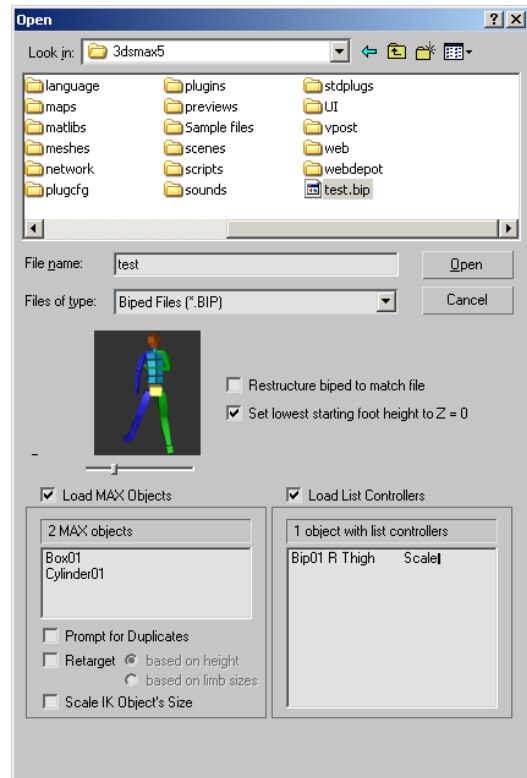 Open
Look in: 3dsmax5
language plugins stdplugs
maps previews UI
matlibs Sample files vpost
meshes scenes web
network scripts webdepot
plugcfg sounds test.bip
File name: test Open
Files of type: Biped Files (*.BIP) Cancel
Restructure biped to match file
Set lowest starting foot height to Z = 0
Load MAX Objects Load List Controllers
2 MAX objects 1 object with list controllers
Box01 Bip01 R Thigh Scale
Cylinder01
Prompt for Duplicates
Retarget based on height
based on limb sizes
Scale IK Object's Size